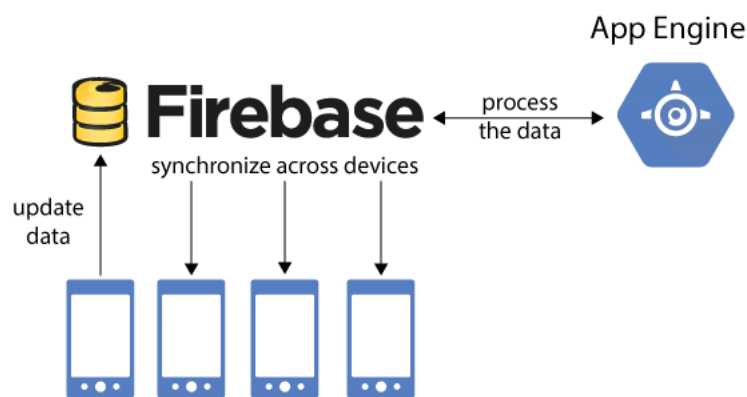 App Engine
Firebase
process
the data
synchronize across devices
update
data